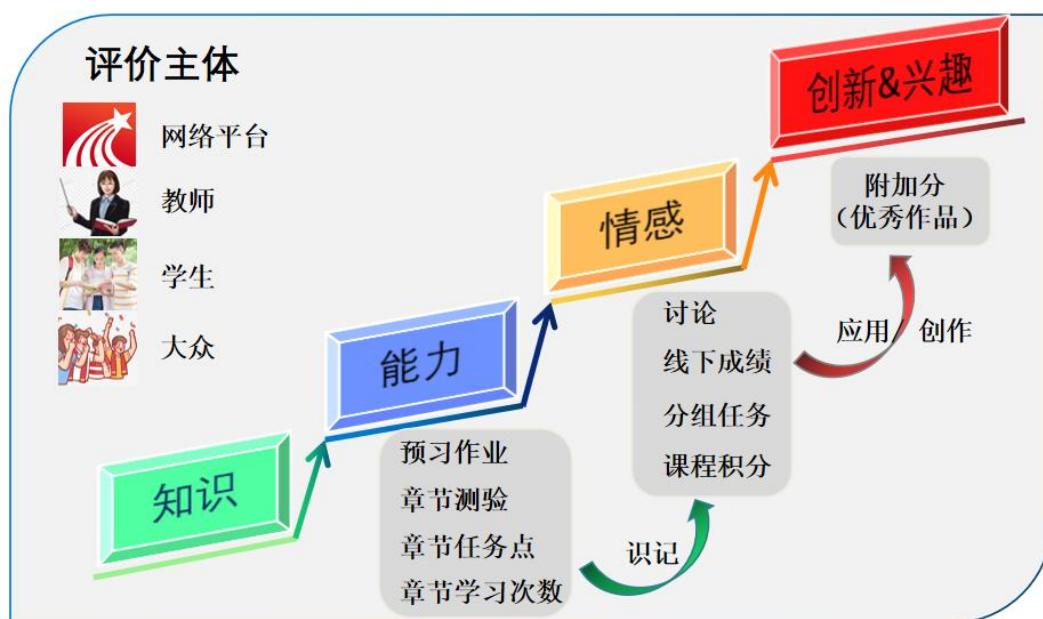 评价主体
网络平台
教师
学生
大众
知识
能力
情感
创新&兴趣
预习作业
章节测验
章节任务点
章节学习次数
识记
讨论
线下成绩
分组任务
课程积分
应用/创作
附加分
（优秀作品）